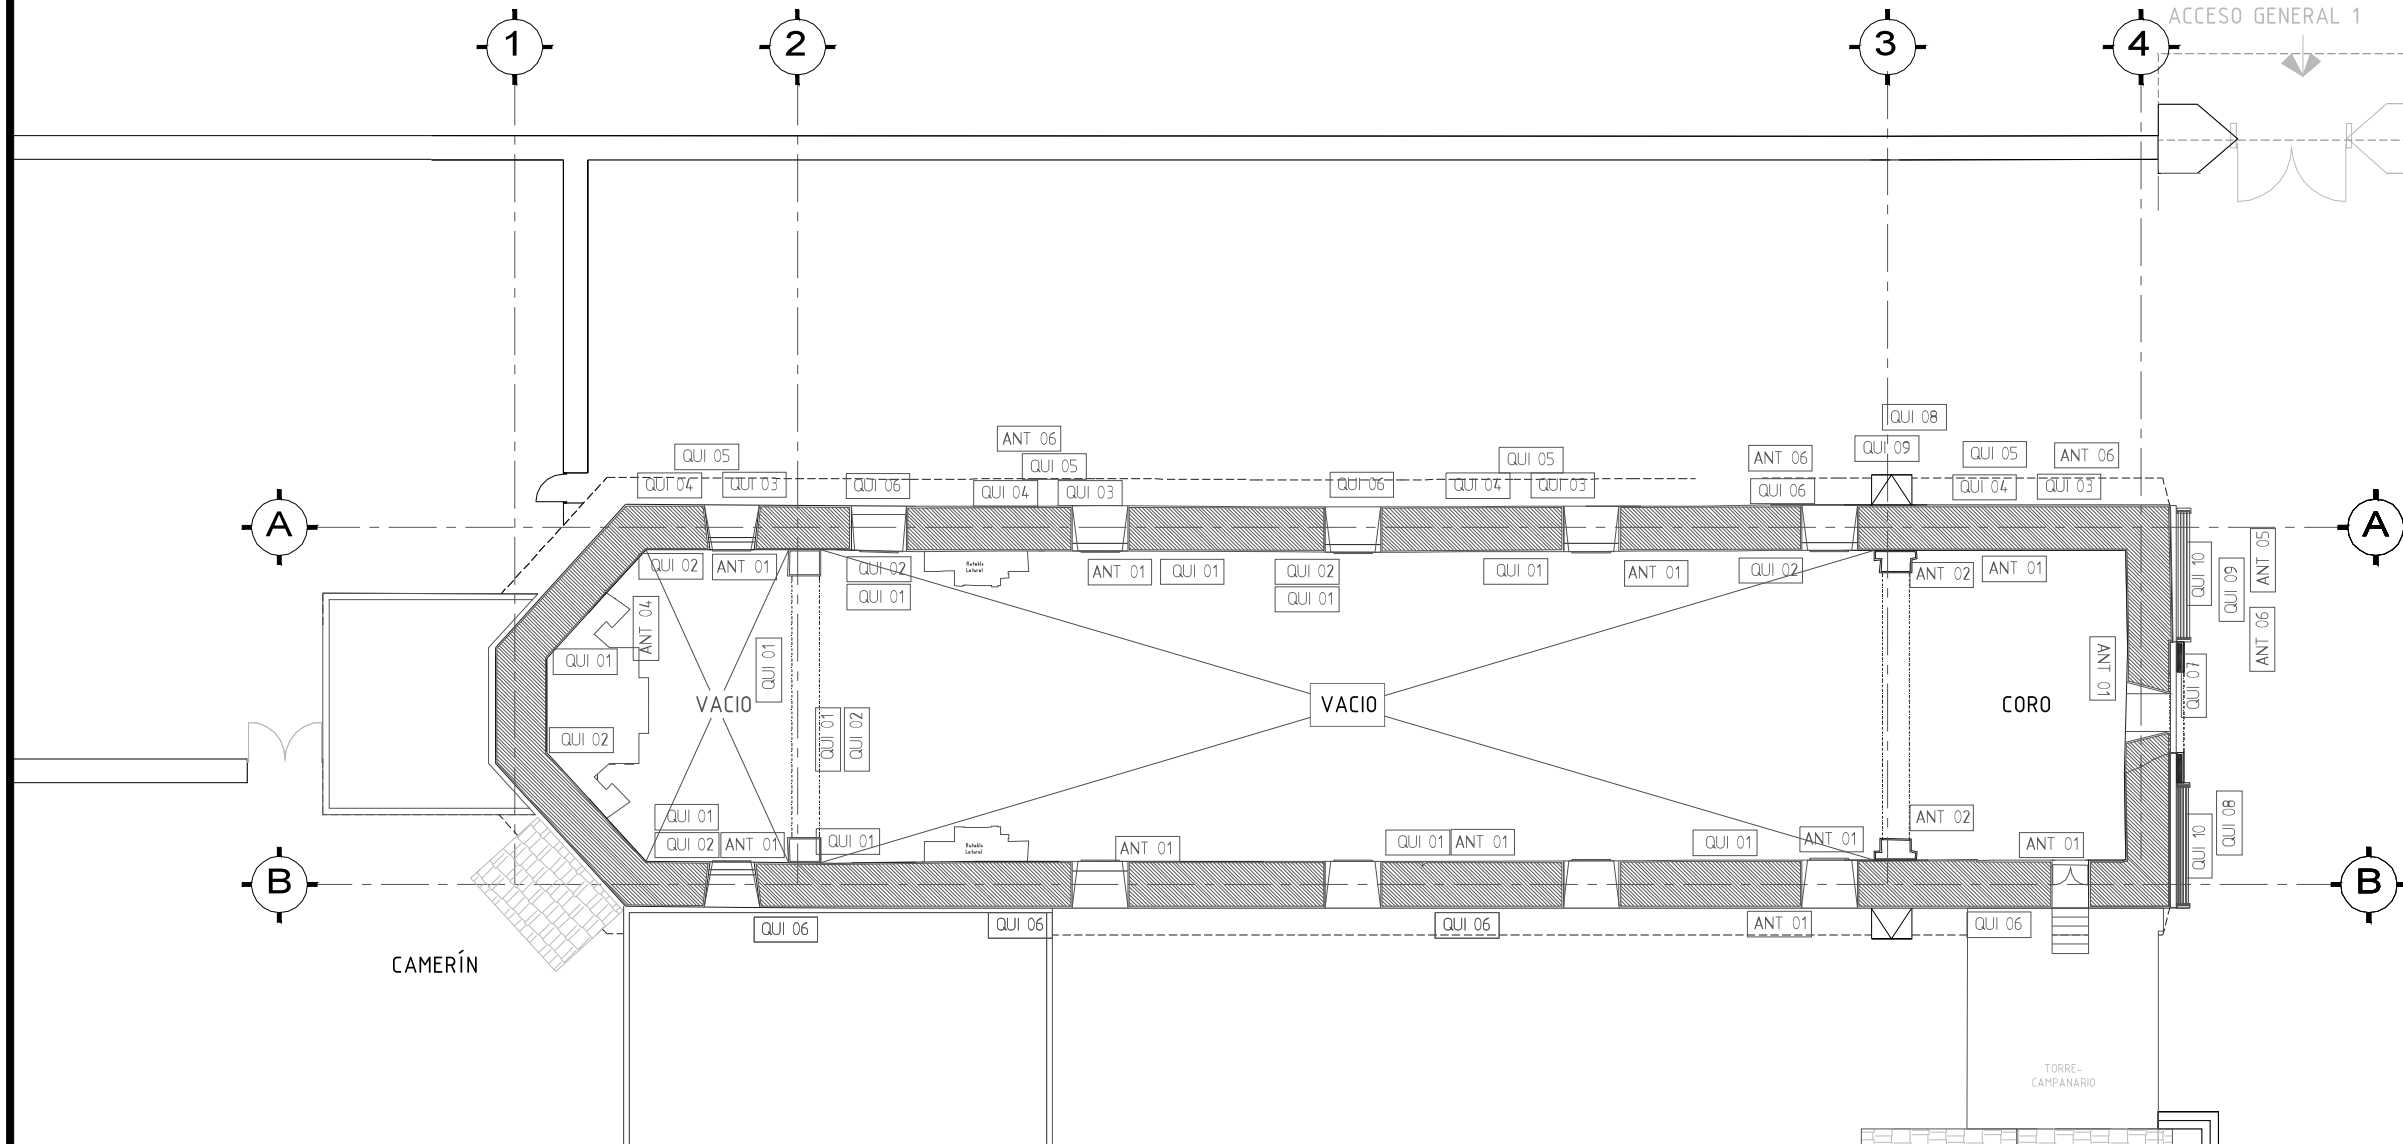 ACCESO GENERAL 1
1
2
3
4
QUI 08
ANT 06
QUI 05
QUI 05
QUI 05
ANT 06
QUI 09
QUI 05
ANT 06
QUI 04
QUI 03
QUI 06
QUI 04
QUI 03
QUI 06
QUI 04
QUI 03
QUI 06
QUI 04
QUI 03
A
A
QUI 02
ANT 01
QUI 02
QUI 01
Retablo
Lateral
ANT 01
QUI 01
QUI 02
QUI 01
QUI 01
ANT 01
QUI 02
ANT 02
ANT 01
QUI 10
QUI 09
ANT 05
ANT 06
ANT 04
QUI 01
QUI 01
ANT 01
QUI 07
VACIO
VACIO
CORO
QUI 02
QUI 01
QUI 02
QUI 01
QUI 02
ANT 01
QUI 01
Retablo
Lateral
ANT 01
QUI 01
ANT 01
QUI 01
ANT 01
ANT 02
ANT 01
QUI 10
QUI 08
B
B
QUI 06
QUI 06
QUI 06
ANT 01
QUI 06
CAMERÍN
TORRE-
CAMPANARIO